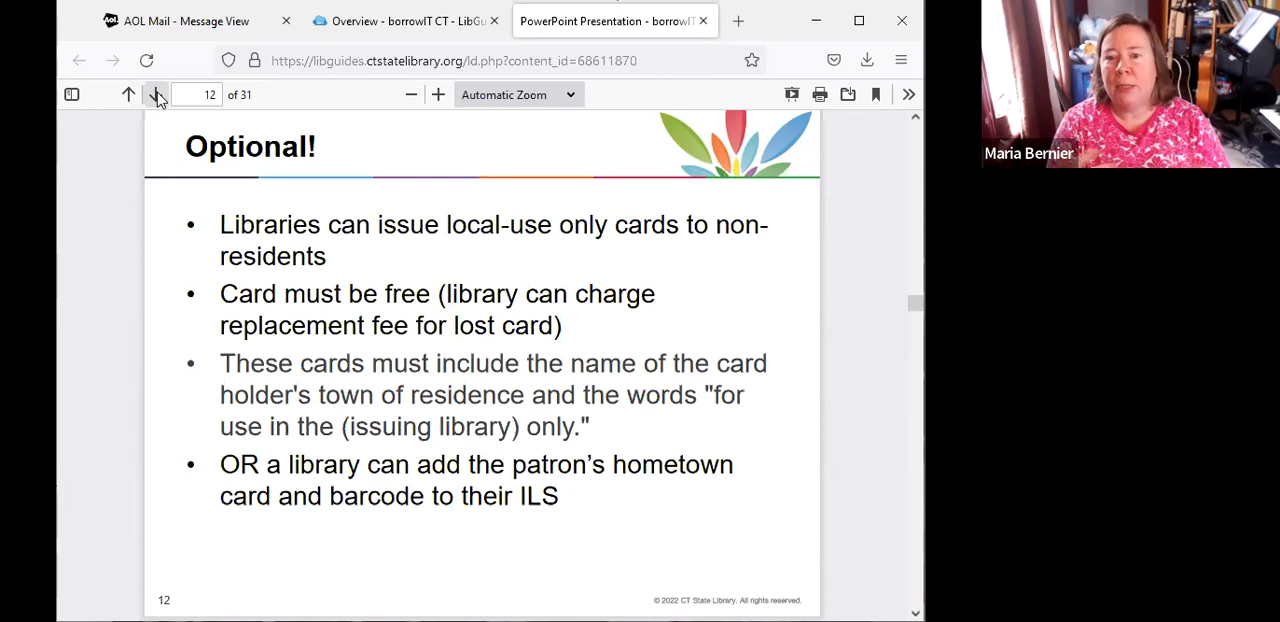 AOL Mail - Message View
Overview - borrowIT CT - LibGu
PowerPoint Presentation - borrowIT
https://libguides.ctstatelibrary.org/ld.php?content_id=68611870
12 of 31
Automatic Zoom
Optional!
• Libraries can issue local-use only cards to non-
residents
• Card must be free (library can charge
replacement fee for lost card)
• These cards must include the name of the card
holder's town of residence and the words "for
use in the (issuing library) only."
• OR a library can add the patron’s hometown
card and barcode to their ILS
12
© 2022 CT State Library. All rights reserved.
Maria Bernier